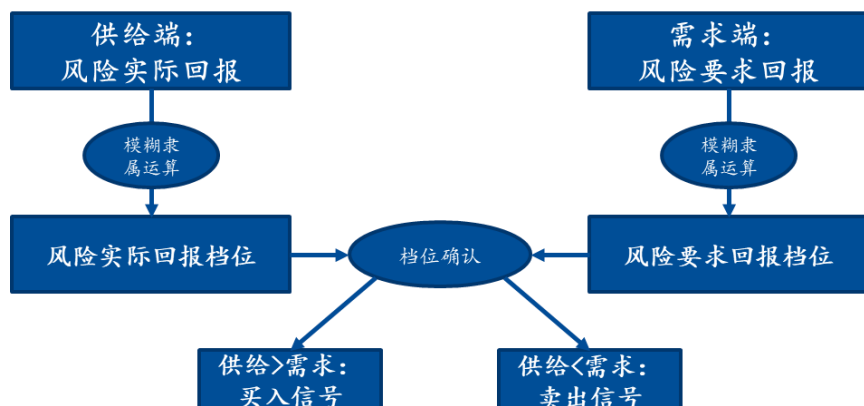 供给端：
风险实际回报
需求端：
风险要求回报
模糊隶
属运算
模糊隶
属运算
风险实际回报档位
档位确认
风险要求回报档位
供给>需求：
买入信号
供给<需求：
卖出信号